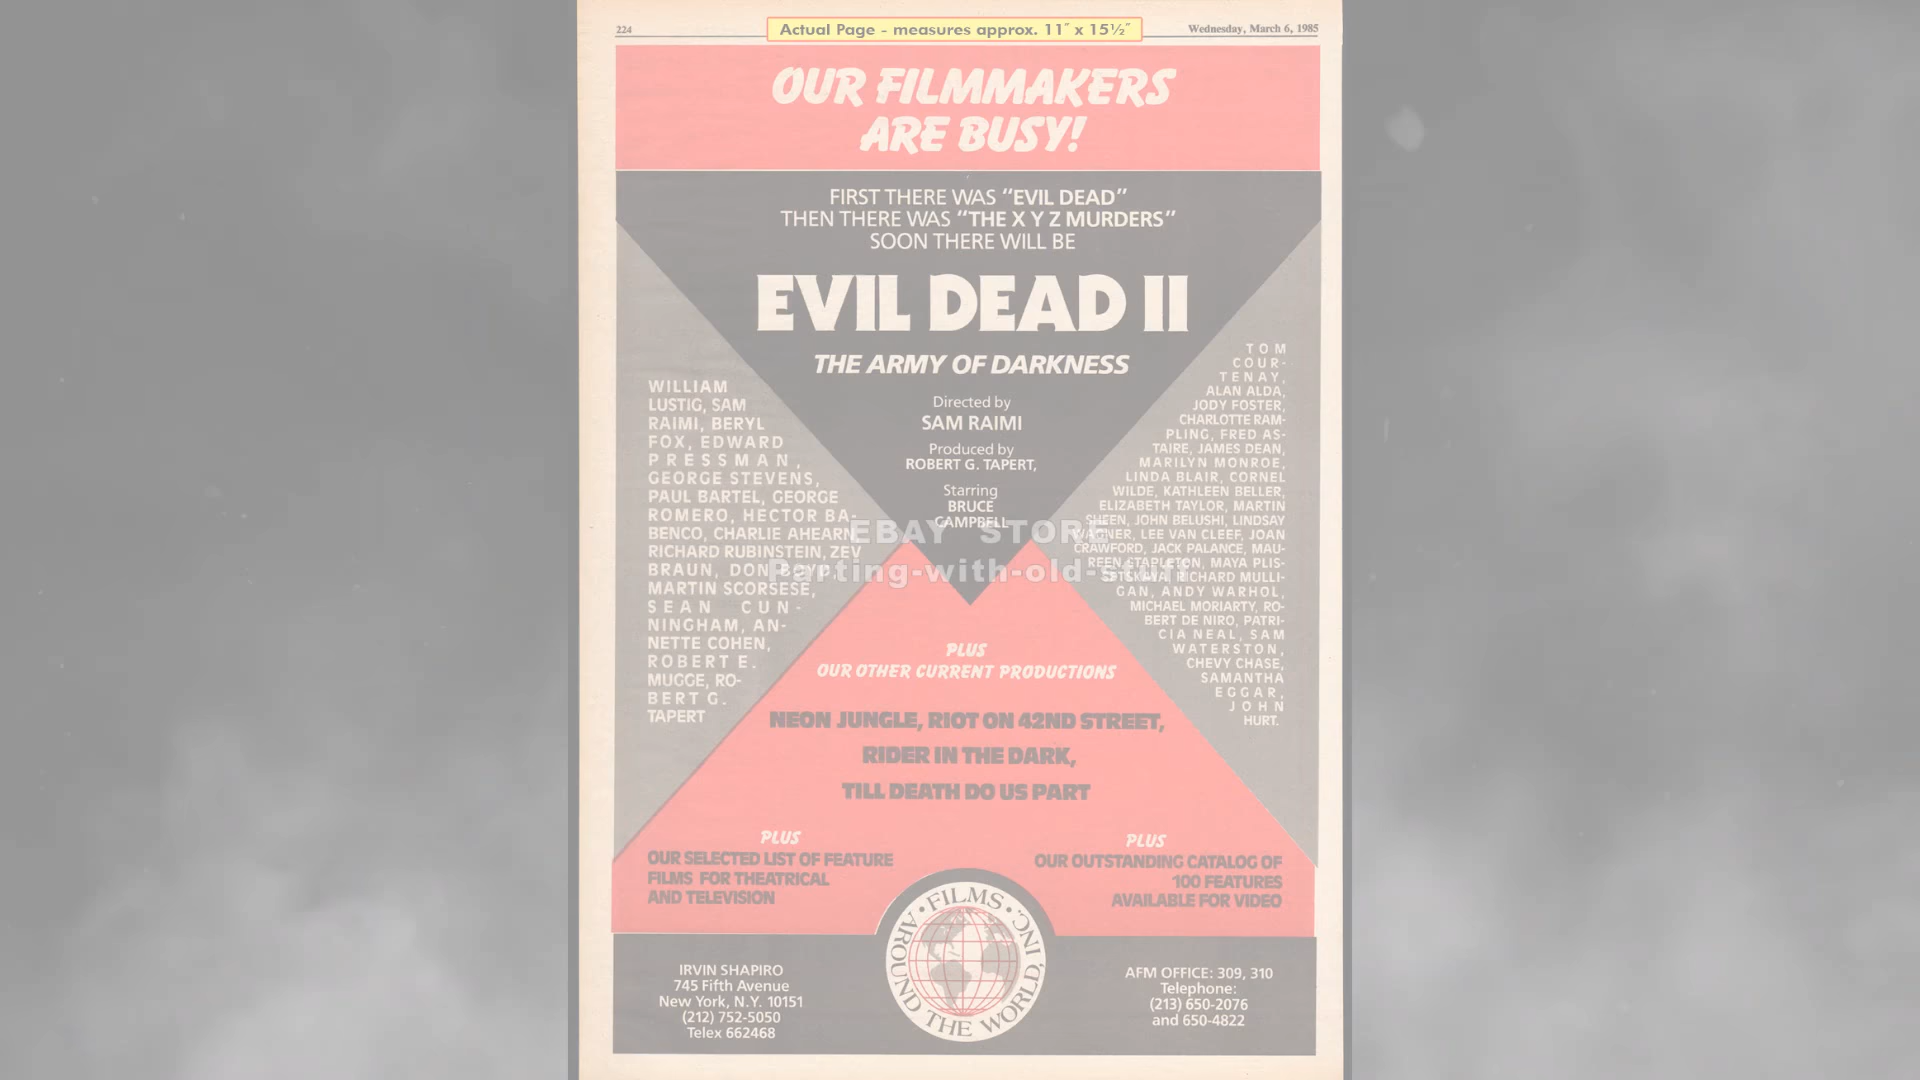 224
Actual Page - measures approx. 11" x 15½"
Wednesday, March 6, 1985
OUR FILMMAKERS
ARE BUSY!
FIRST THERE WAS "EVIL DEAD"
THEN THERE WAS "THE X Y Z MURDERS"
SOON THERE WILL BE
EVIL DEAD II
THE ARMY OF DARKNESS
Directed by
SAM RAIMI
Produced by
ROBERT G. TAPERT,
Starring
BRUCE
CAMPBELL
WILLIAM
LUSTIG, SAM
RAIMI, BERYL
FOX, EDWARD
PRESSMAN,
GEORGE STEVENS,
PAUL BARTEL, GEORGE
ROMERO, HECTOR BA-
BENCO, CHARLIE AHEARN,
RICHARD RUBINSTEIN, ZEV
BRAUN, DON BOYD,
MARTIN SCORSESE,
SEAN CUN-
NINGHAM, AN-
NETTE COHEN,
ROBERT E.
MUGGE, RO-
BERT G.
TAPERT
TOM
COUR-
TENAY,
ALAN ALDA,
JODY FOSTER,
CHARLOTTE RAM-
PLING, FRED AS-
TAIRE, JAMES DEAN,
MARILYN MONROE,
LINDA BLAIR, CORNEL
WILDE, KATHLEEN BELLER,
ELIZABETH TAYLOR, MARTIN
SHEEN, JOHN BELUSHI, LINDSAY
WAGNER, LEE VAN CLEEF, JOAN
CRAWFORD, JACK PALANCE, MAU-
REEN STAPLETON, MAYA PLIS-
SETSKAYA, RICHARD MULLI-
GAN, ANDY WARHOL,
MICHAEL MORIARTY, RO-
BERT DE NIRO, PATRI-
CIA NEAL, SAM
WATERSTON,
CHEVY CHASE,
SAMANTHA
EGGAR,
JOHN
HURT.
EBAY STORE
Parting-with-old-stuff
PLUS
OUR OTHER CURRENT PRODUCTIONS
NEON JUNGLE, RIOT ON 42ND STREET,
RIDER IN THE DARK,
TILL DEATH DO US PART
PLUS
OUR SELECTED LIST OF FEATURE
FILMS FOR THEATRICAL
AND TELEVISION
PLUS
OUR OUTSTANDING CATALOG OF
100 FEATURES
AVAILABLE FOR VIDEO
FILMS AROUND THE WORLD, INC.
IRVIN SHAPIRO
745 Fifth Avenue
New York, N.Y. 10151
(212) 752-5050
Telex 662468
AFM OFFICE: 309, 310
Telephone:
(213) 650-2076
and 650-4822